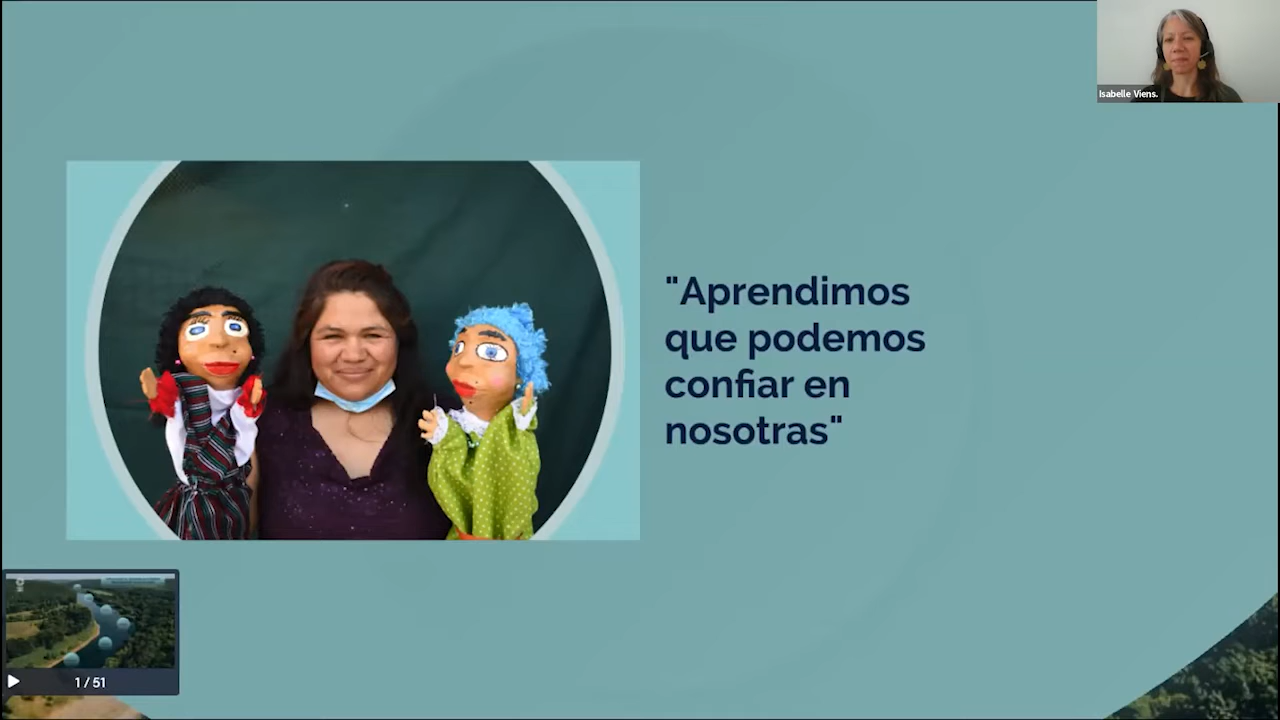 Isabelle Viens.
"Aprendimos
que podemos
confiar en
nosotras"
1 / 51